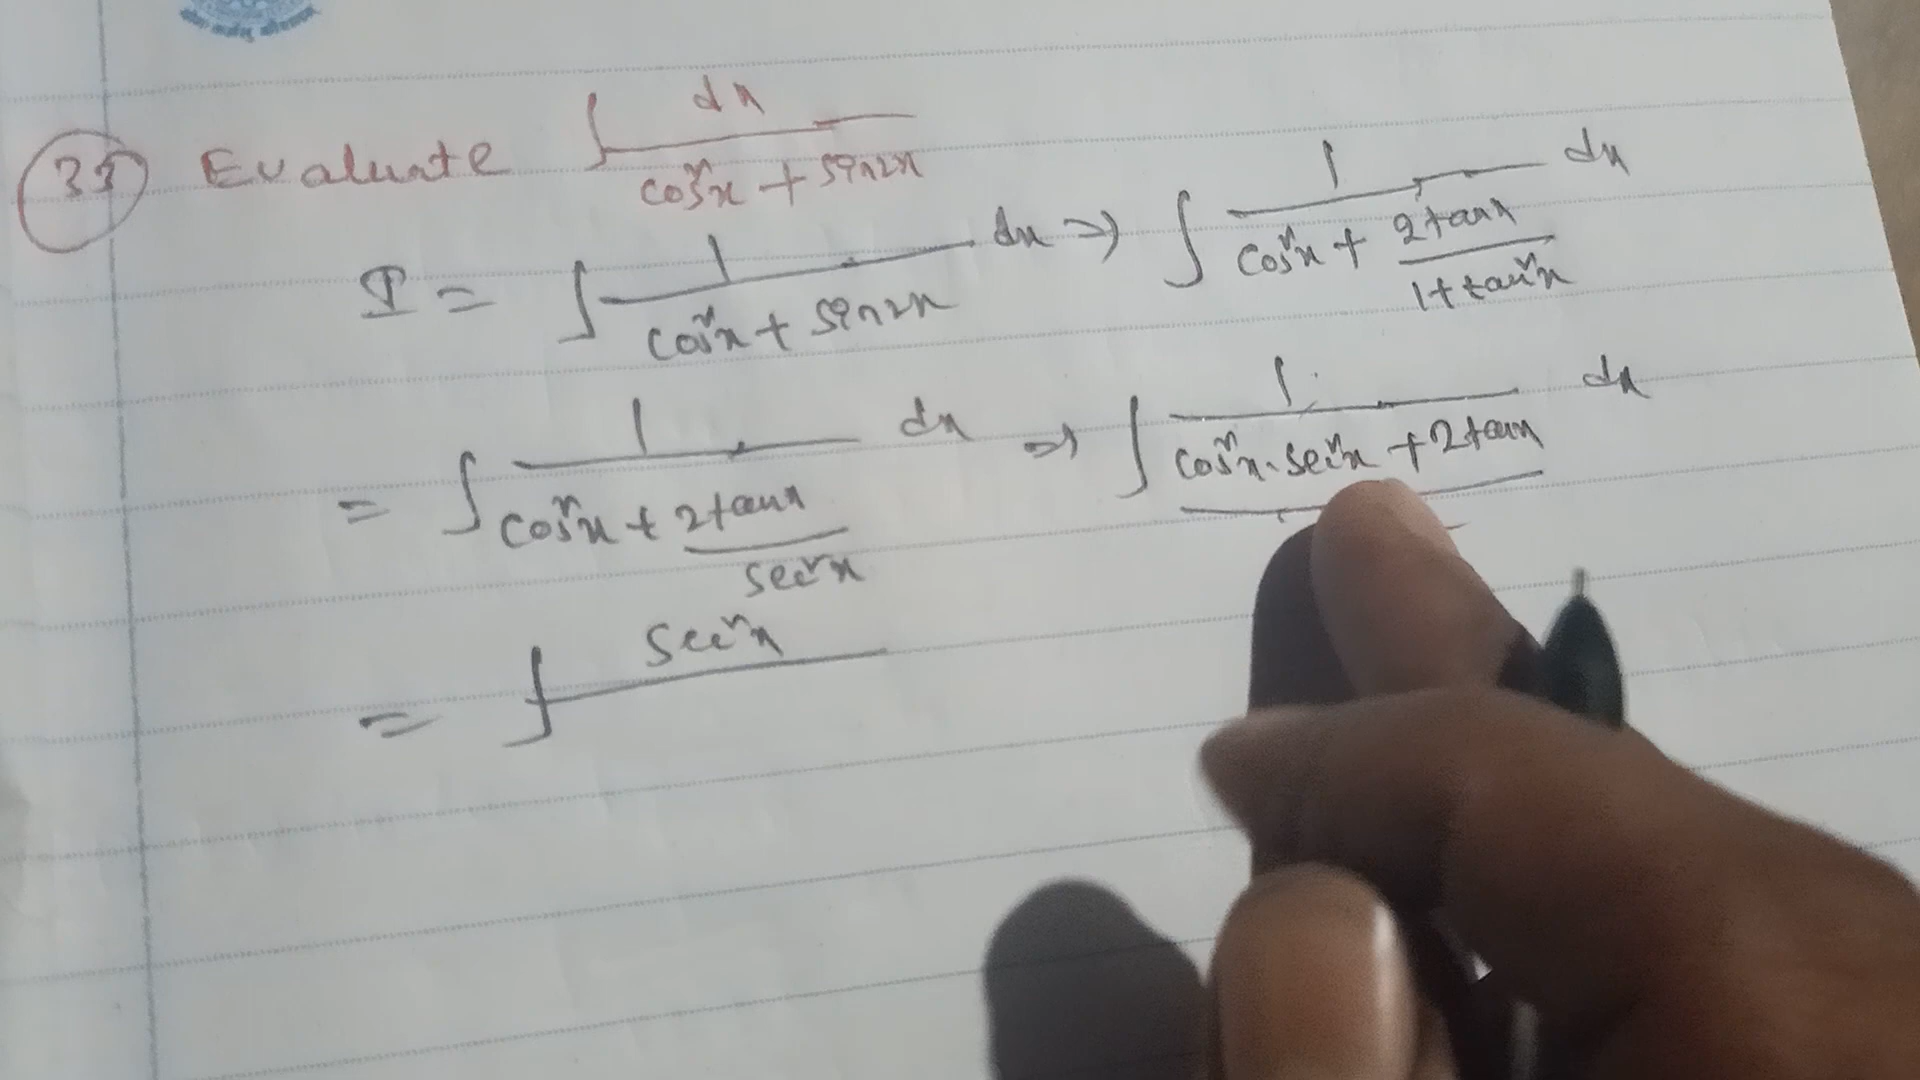 33 Evaluate ∫ dx / (cos²x + sin2x)
I = ∫ 1 / (cos²x + sin2x) dx ⇒ ∫ 1 / (cos²x + 2tanx / (1+tan²x)) dx
= ∫ 1 / (cos²x + 2tanx / sec²x) dx ⇒ ∫ 1 / (cos²x·sec²x + 2tanx) dx
= ∫ sec²x